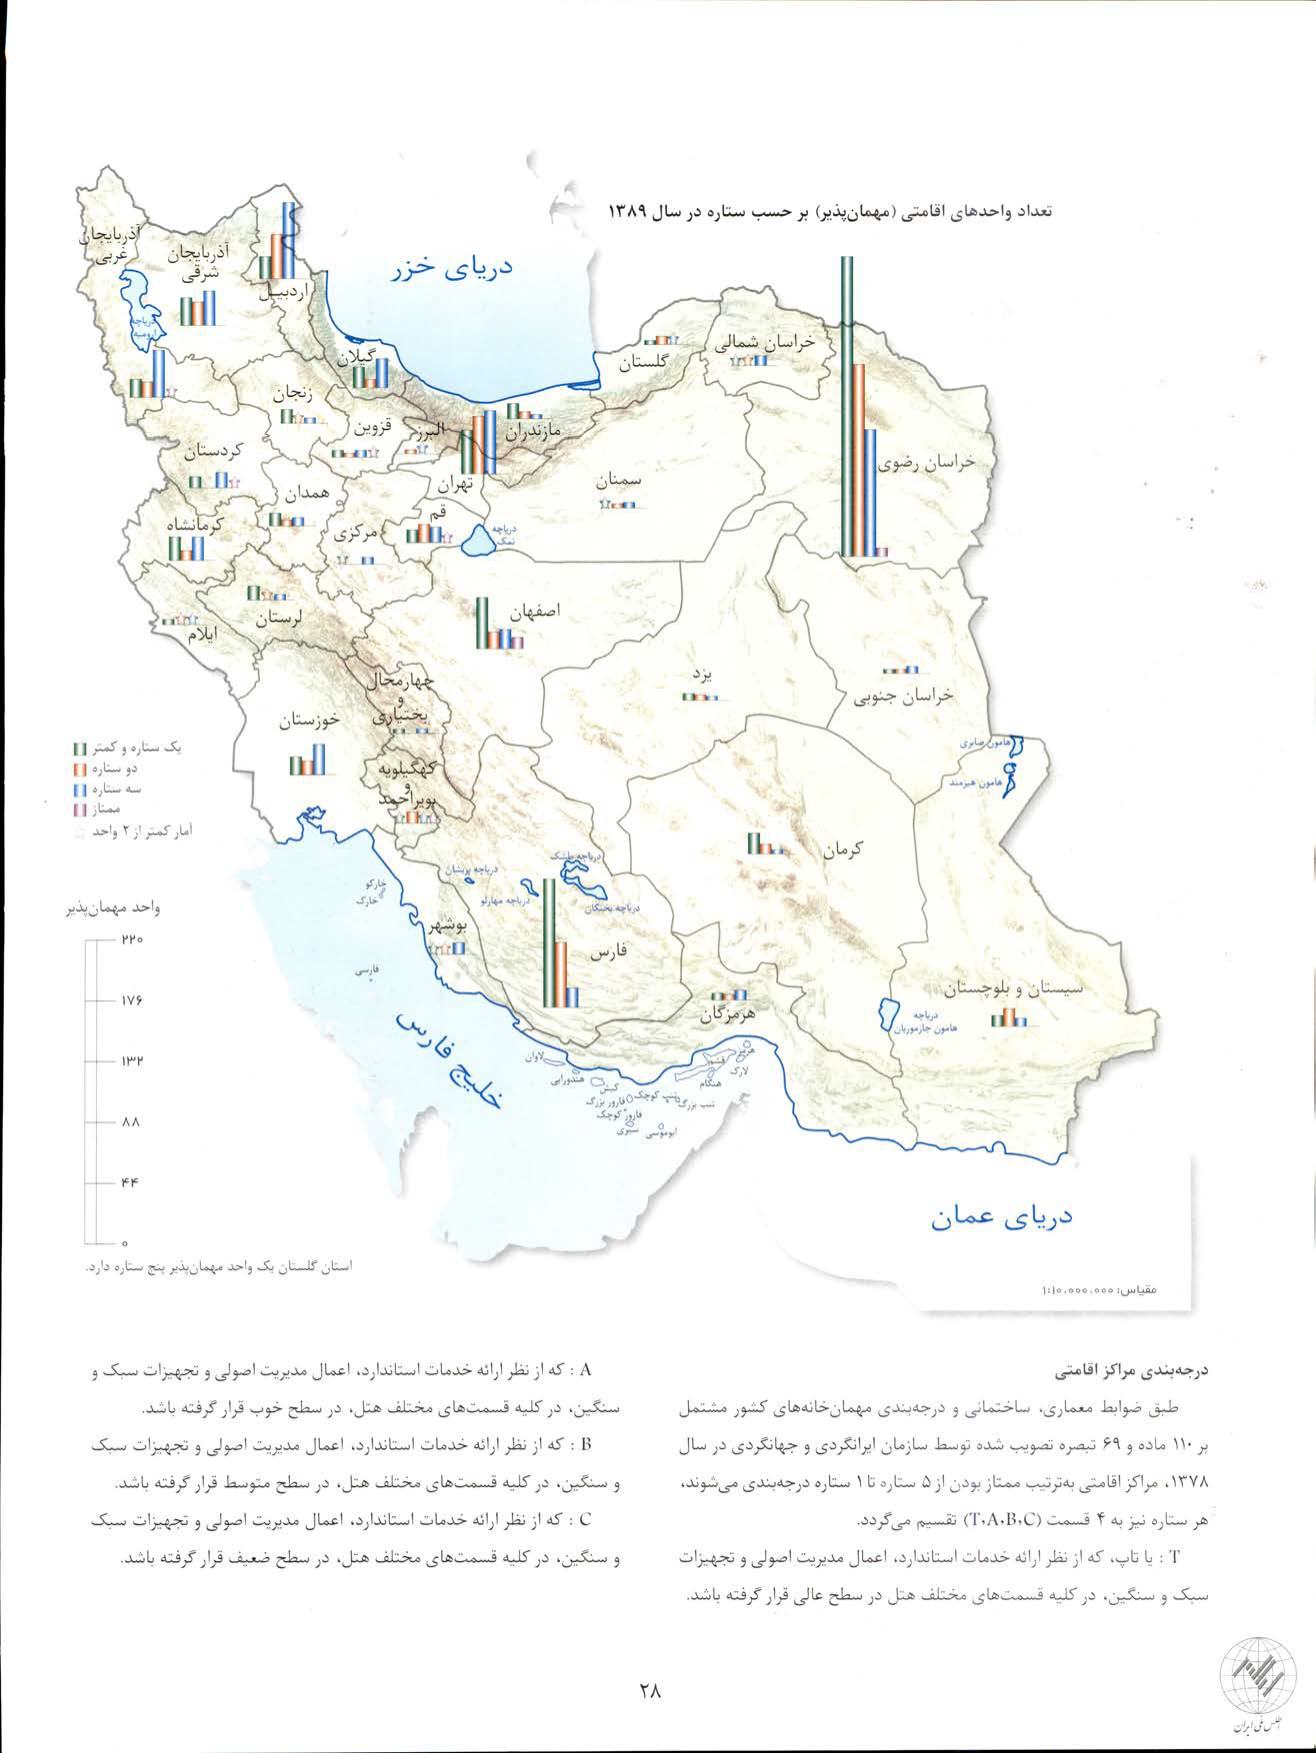 تعداد واحدهای اقامتی (مهمان‌پذیر) بر حسب ستاره در سال ۱۳۸۹
دریای خزر
آذربایجان
غربی
آذربایجان
شرقی
اردبیل
دریاچه
ارومیه
گیلان
گلستان
خراسان شمالی
زنجان
قزوین
البرز
مازندران
خراسان رضوی
کردستان
همدان
تهران
سمنان
کرمانشاه
مرکزی
قم
دریاچه
نمک
لرستان
ایلام
اصفهان
یزد
خراسان جنوبی
چهارمحال
و
بختیاری
خوزستان
کهگیلویه
و
بویراحمد
هامون صابری
هامون هیرمند
کرمان
یک ستاره و کمتر
دو ستاره
سه ستاره
ممتاز
آمار کمتر از ۲ واحد
دریاچه پریشان
دریاچه طشک
دریاچه مهارلو
دریاچه بختگان
خارکو
خارک
بوشهر
فارس
فارسی
سیستان و بلوچستان
هرمزگان
دریاچه
هامون جازموریان
خلیج فارس
لاوان
هندورابی
کیش
قشم
هرمز
لارک
هنگام
فارور بزرگ
تنب کوچک
تنب بزرگ
فارور کوچک
سیری
ابوموسی
دریای عمان
واحد مهمان‌پذیر
۲۲۰
۱۷۶
۱۳۲
۸۸
۴۴
۰
استان گلستان یک واحد مهمان‌پذیر پنج ستاره دارد.
مقیاس: ۱:۱۰.۰۰۰.۰۰۰
درجه‌بندی مراکز اقامتی
طبق ضوابط معماری، ساختمانی و درجه‌بندی مهمان‌خانه‌های کشور مشتمل
بر ۱۱۰ ماده و ۶۹ تبصره تصویب شده توسط سازمان ایرانگردی و جهانگردی در سال
۱۳۷۸، مراکز اقامتی به‌ترتیب ممتاز بودن از ۵ ستاره تا ۱ ستاره درجه‌بندی می‌شوند،
هر ستاره نیز به ۴ قسمت (T،A،B،C) تقسیم می‌گردد.
T : یا تاپ، که از نظر ارائه خدمات استاندارد، اعمال مدیریت اصولی و تجهیزات
سبک و سنگین، در کلیه قسمت‌های مختلف هتل در سطح عالی قرار گرفته باشد.
A : که از نظر ارائه خدمات استاندارد، اعمال مدیریت اصولی و تجهیزات سبک و
سنگین، در کلیه قسمت‌های مختلف هتل، در سطح خوب قرار گرفته باشد.
B : که از نظر ارائه خدمات استاندارد، اعمال مدیریت اصولی و تجهیزات سبک
و سنگین، در کلیه قسمت‌های مختلف هتل، در سطح متوسط قرار گرفته باشد.
C : که از نظر ارائه خدمات استاندارد، اعمال مدیریت اصولی و تجهیزات سبک
و سنگین، در کلیه قسمت‌های مختلف هتل، در سطح ضعیف قرار گرفته باشد.
۲۸
اطلس ملی ایران